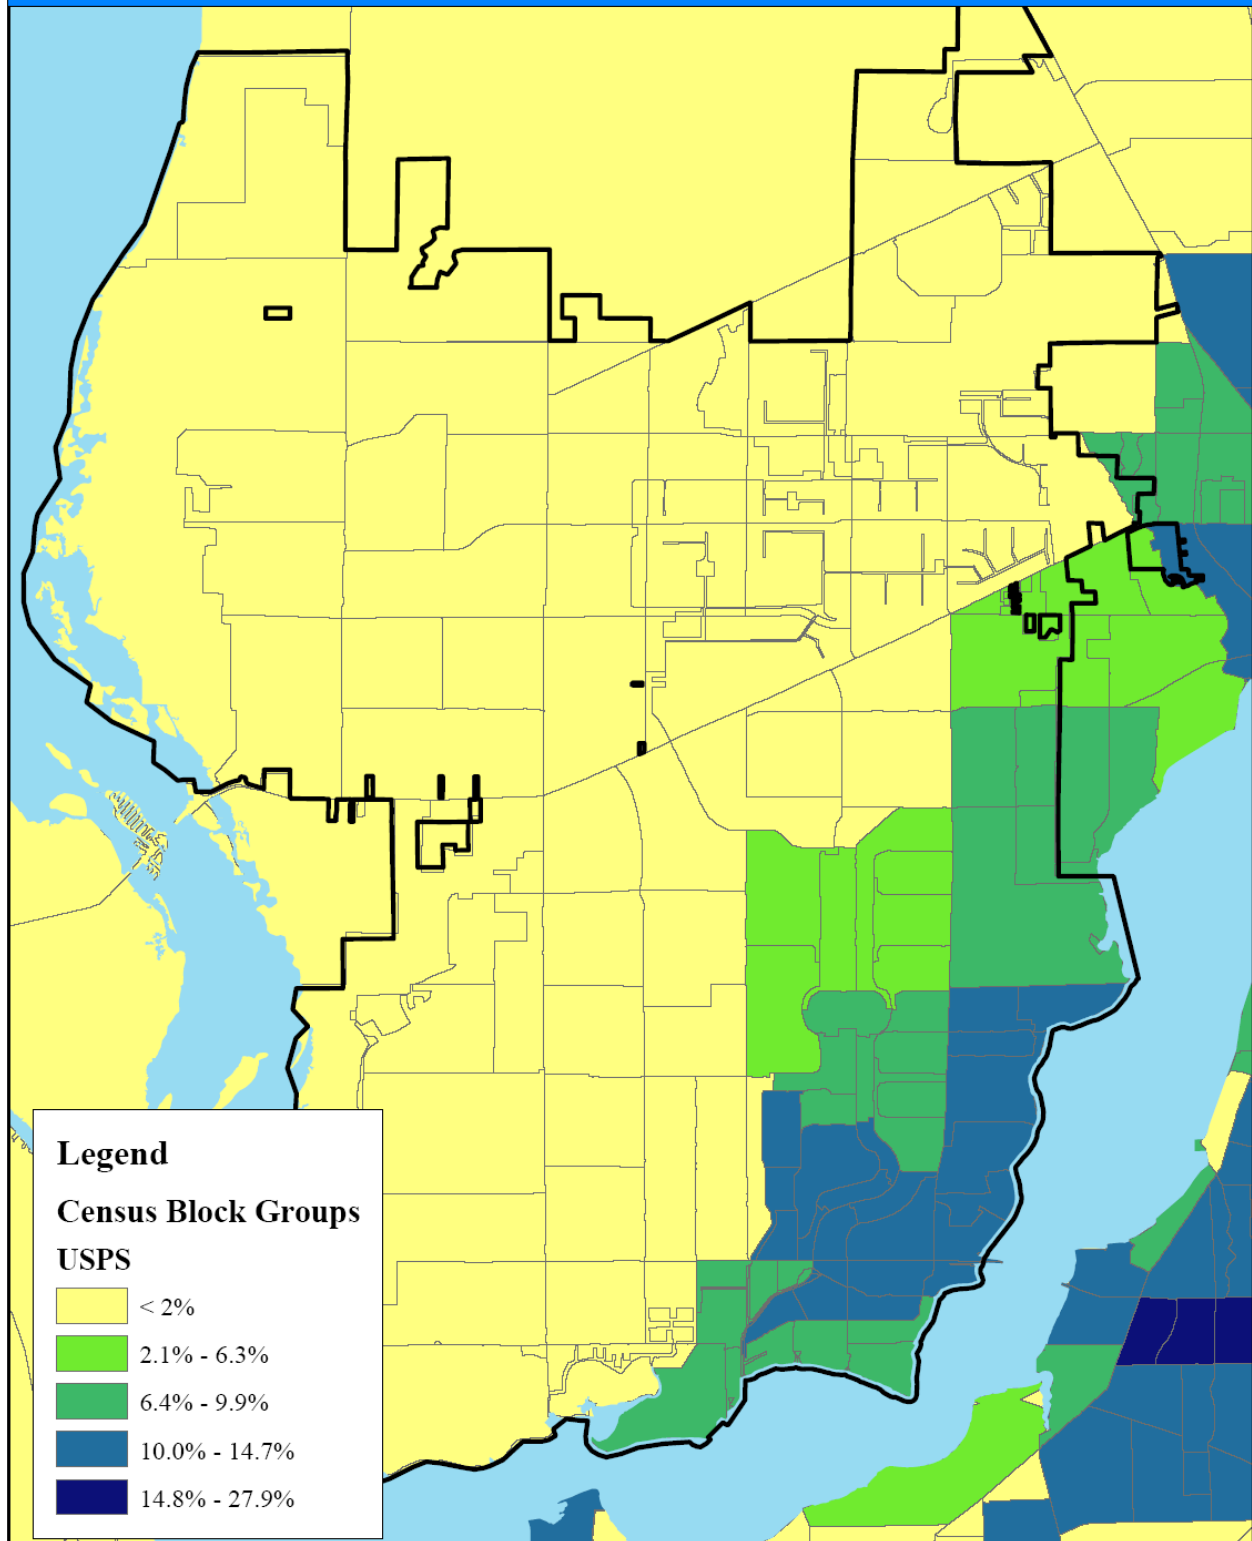 Legend
Census Block Groups
USPS
< 2%
2.1% - 6.3%
6.4% - 9.9%
10.0% - 14.7%
14.8% - 27.9%